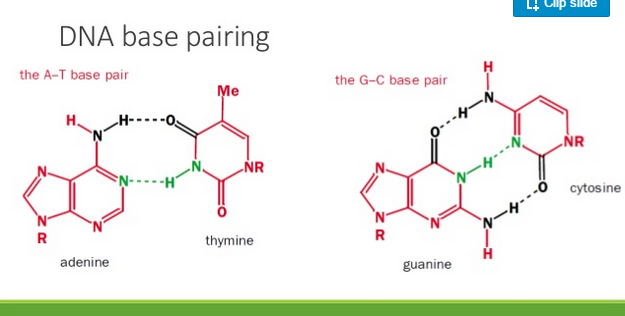 Clip slide
DNA base pairing
the A–T base pair
Me
H
H
O
N
N
N
H
N
NR
N
N
R
O
adenine
thymine
the G–C base pair
H
N
H
O
N
NR
H
N
N
O
cytosine
N
R
N
N
H
H
guanine